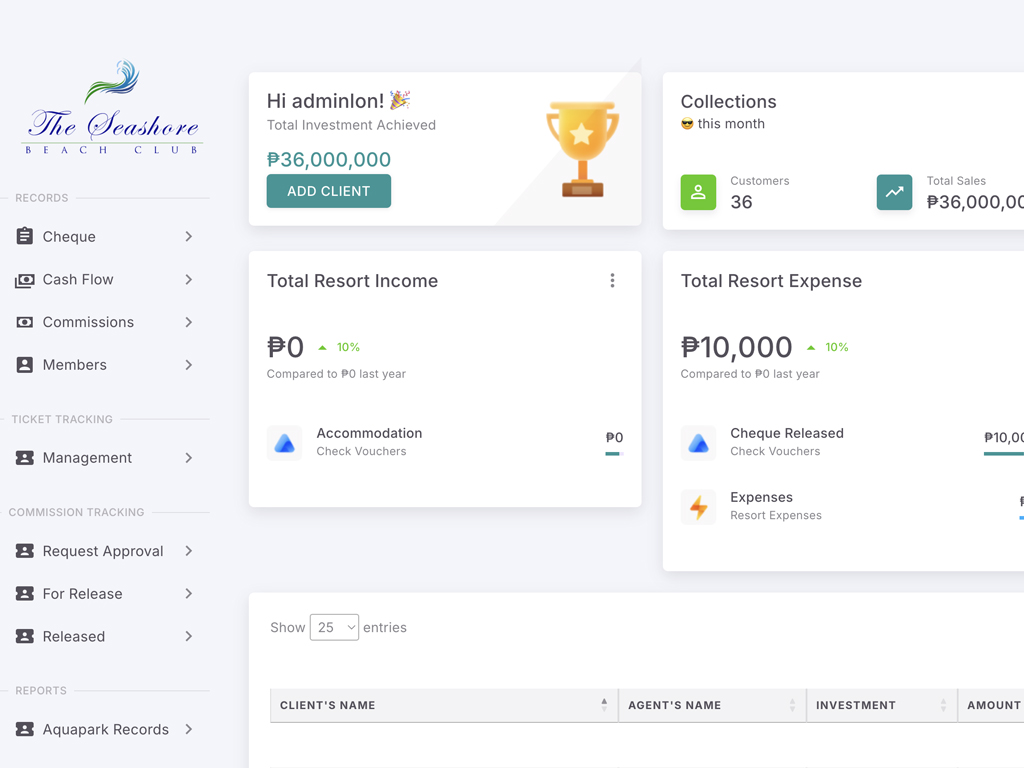 The Seashore
BEACH CLUB
RECORDS
Cheque
Cash Flow
Commissions
Members
TICKET TRACKING
Management
COMMISSION TRACKING
Request Approval
For Release
Released
REPORTS
Aquapark Records
Hi adminlon! 🎉
Total Investment Achieved
₱36,000,000
ADD CLIENT
Collections
😎 this month
Customers
36
Total Sales
₱36,000,00
Total Resort Income
₱0 10%
Compared to ₱0 last year
Accommodation
Check Vouchers
₱0
Total Resort Expense
₱10,000 10%
Compared to ₱0 last year
Cheque Released
Check Vouchers
₱10,00
Expenses
Resort Expenses
Show 25 entries
CLIENT'S NAME AGENT'S NAME INVESTMENT AMOUNT